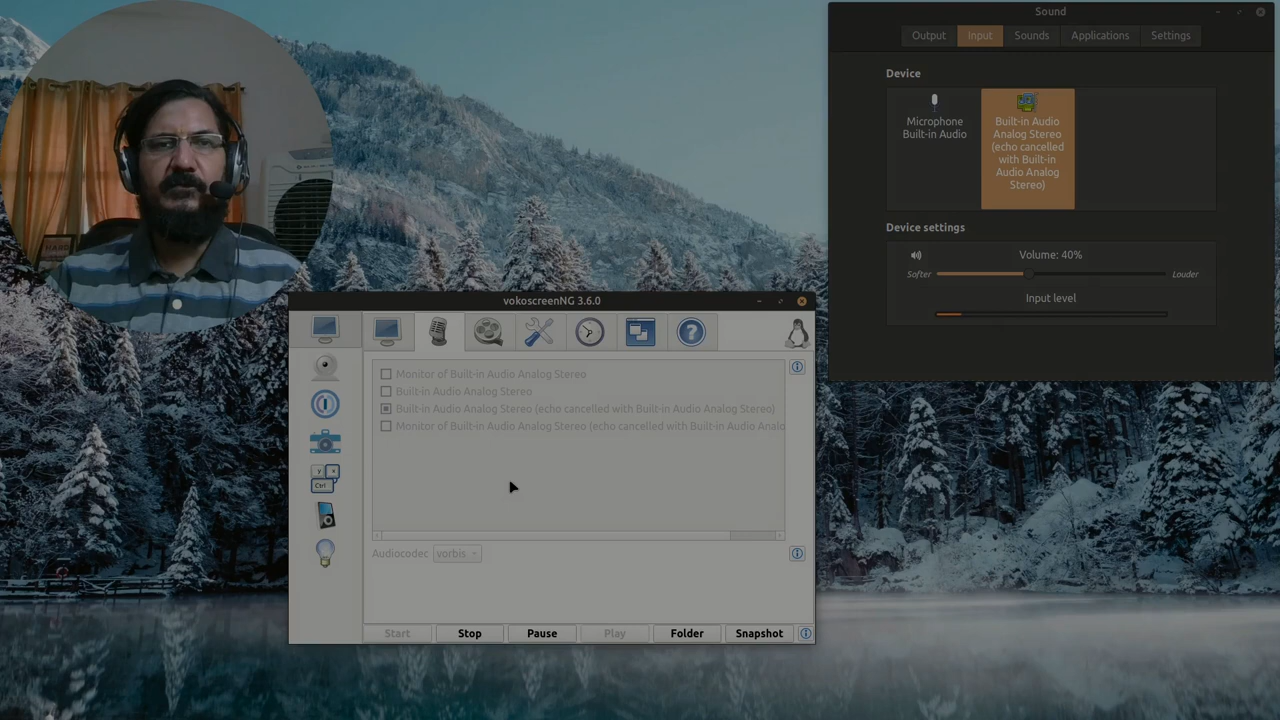 Sound
Output
Input
Sounds
Applications
Settings
Device
Microphone
Built-in Audio
Built-in Audio
Analog Stereo
(echo cancelled
with Built-in
Audio Analog
Stereo)
Device settings
Volume: 40%
Softer
Louder
Input level
HARD
vokoscreenNG 3.6.0
Monitor of Built-in Audio Analog Stereo
Built-in Audio Analog Stereo
Built-in Audio Analog Stereo (echo cancelled with Built-in Audio Analog Stereo)
Monitor of Built-in Audio Analog Stereo (echo cancelled with Built-in Audio Analo
y x
Ctrl
Audiocodec vorbis
Start Stop Pause Play Folder Snapshot